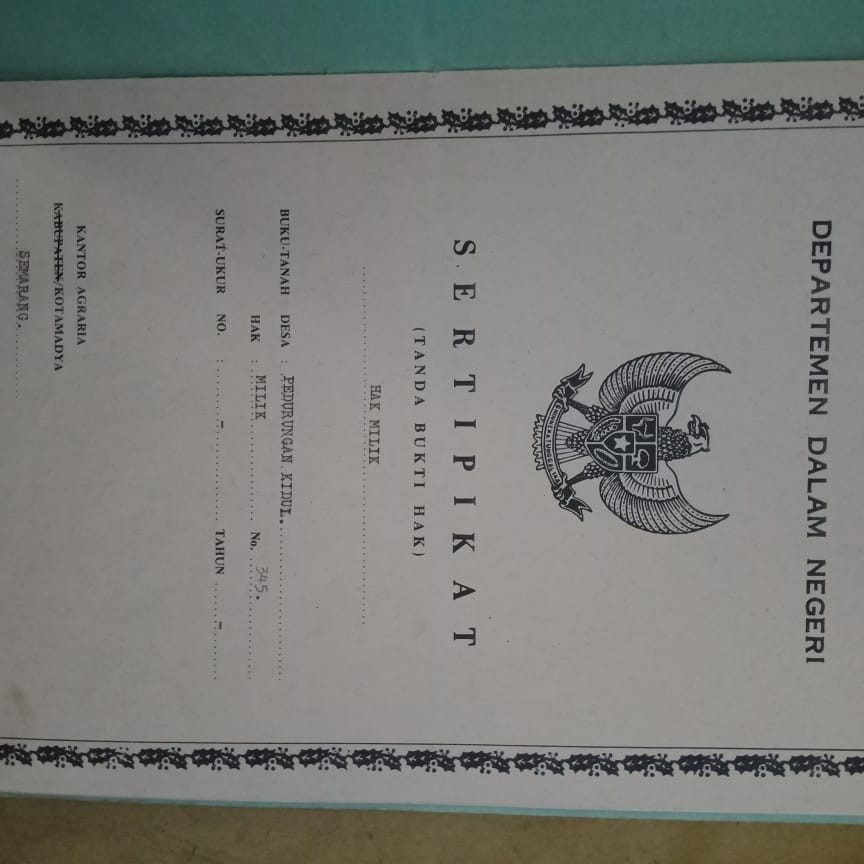 DEPARTEMEN DALAM NEGERI
SERTIPIKAT
(TANDA BUKTI HAK)
HAK MILIK
BUKU-TANAH DESA : PEDURUNGAN KIDUL.
HAK : MILIK No. 345.
SURAT-UKUR NO. : - TAHUN -
KANTOR AGRARIA
KABUPATEN/KOTAMADYA
SEMARANG.